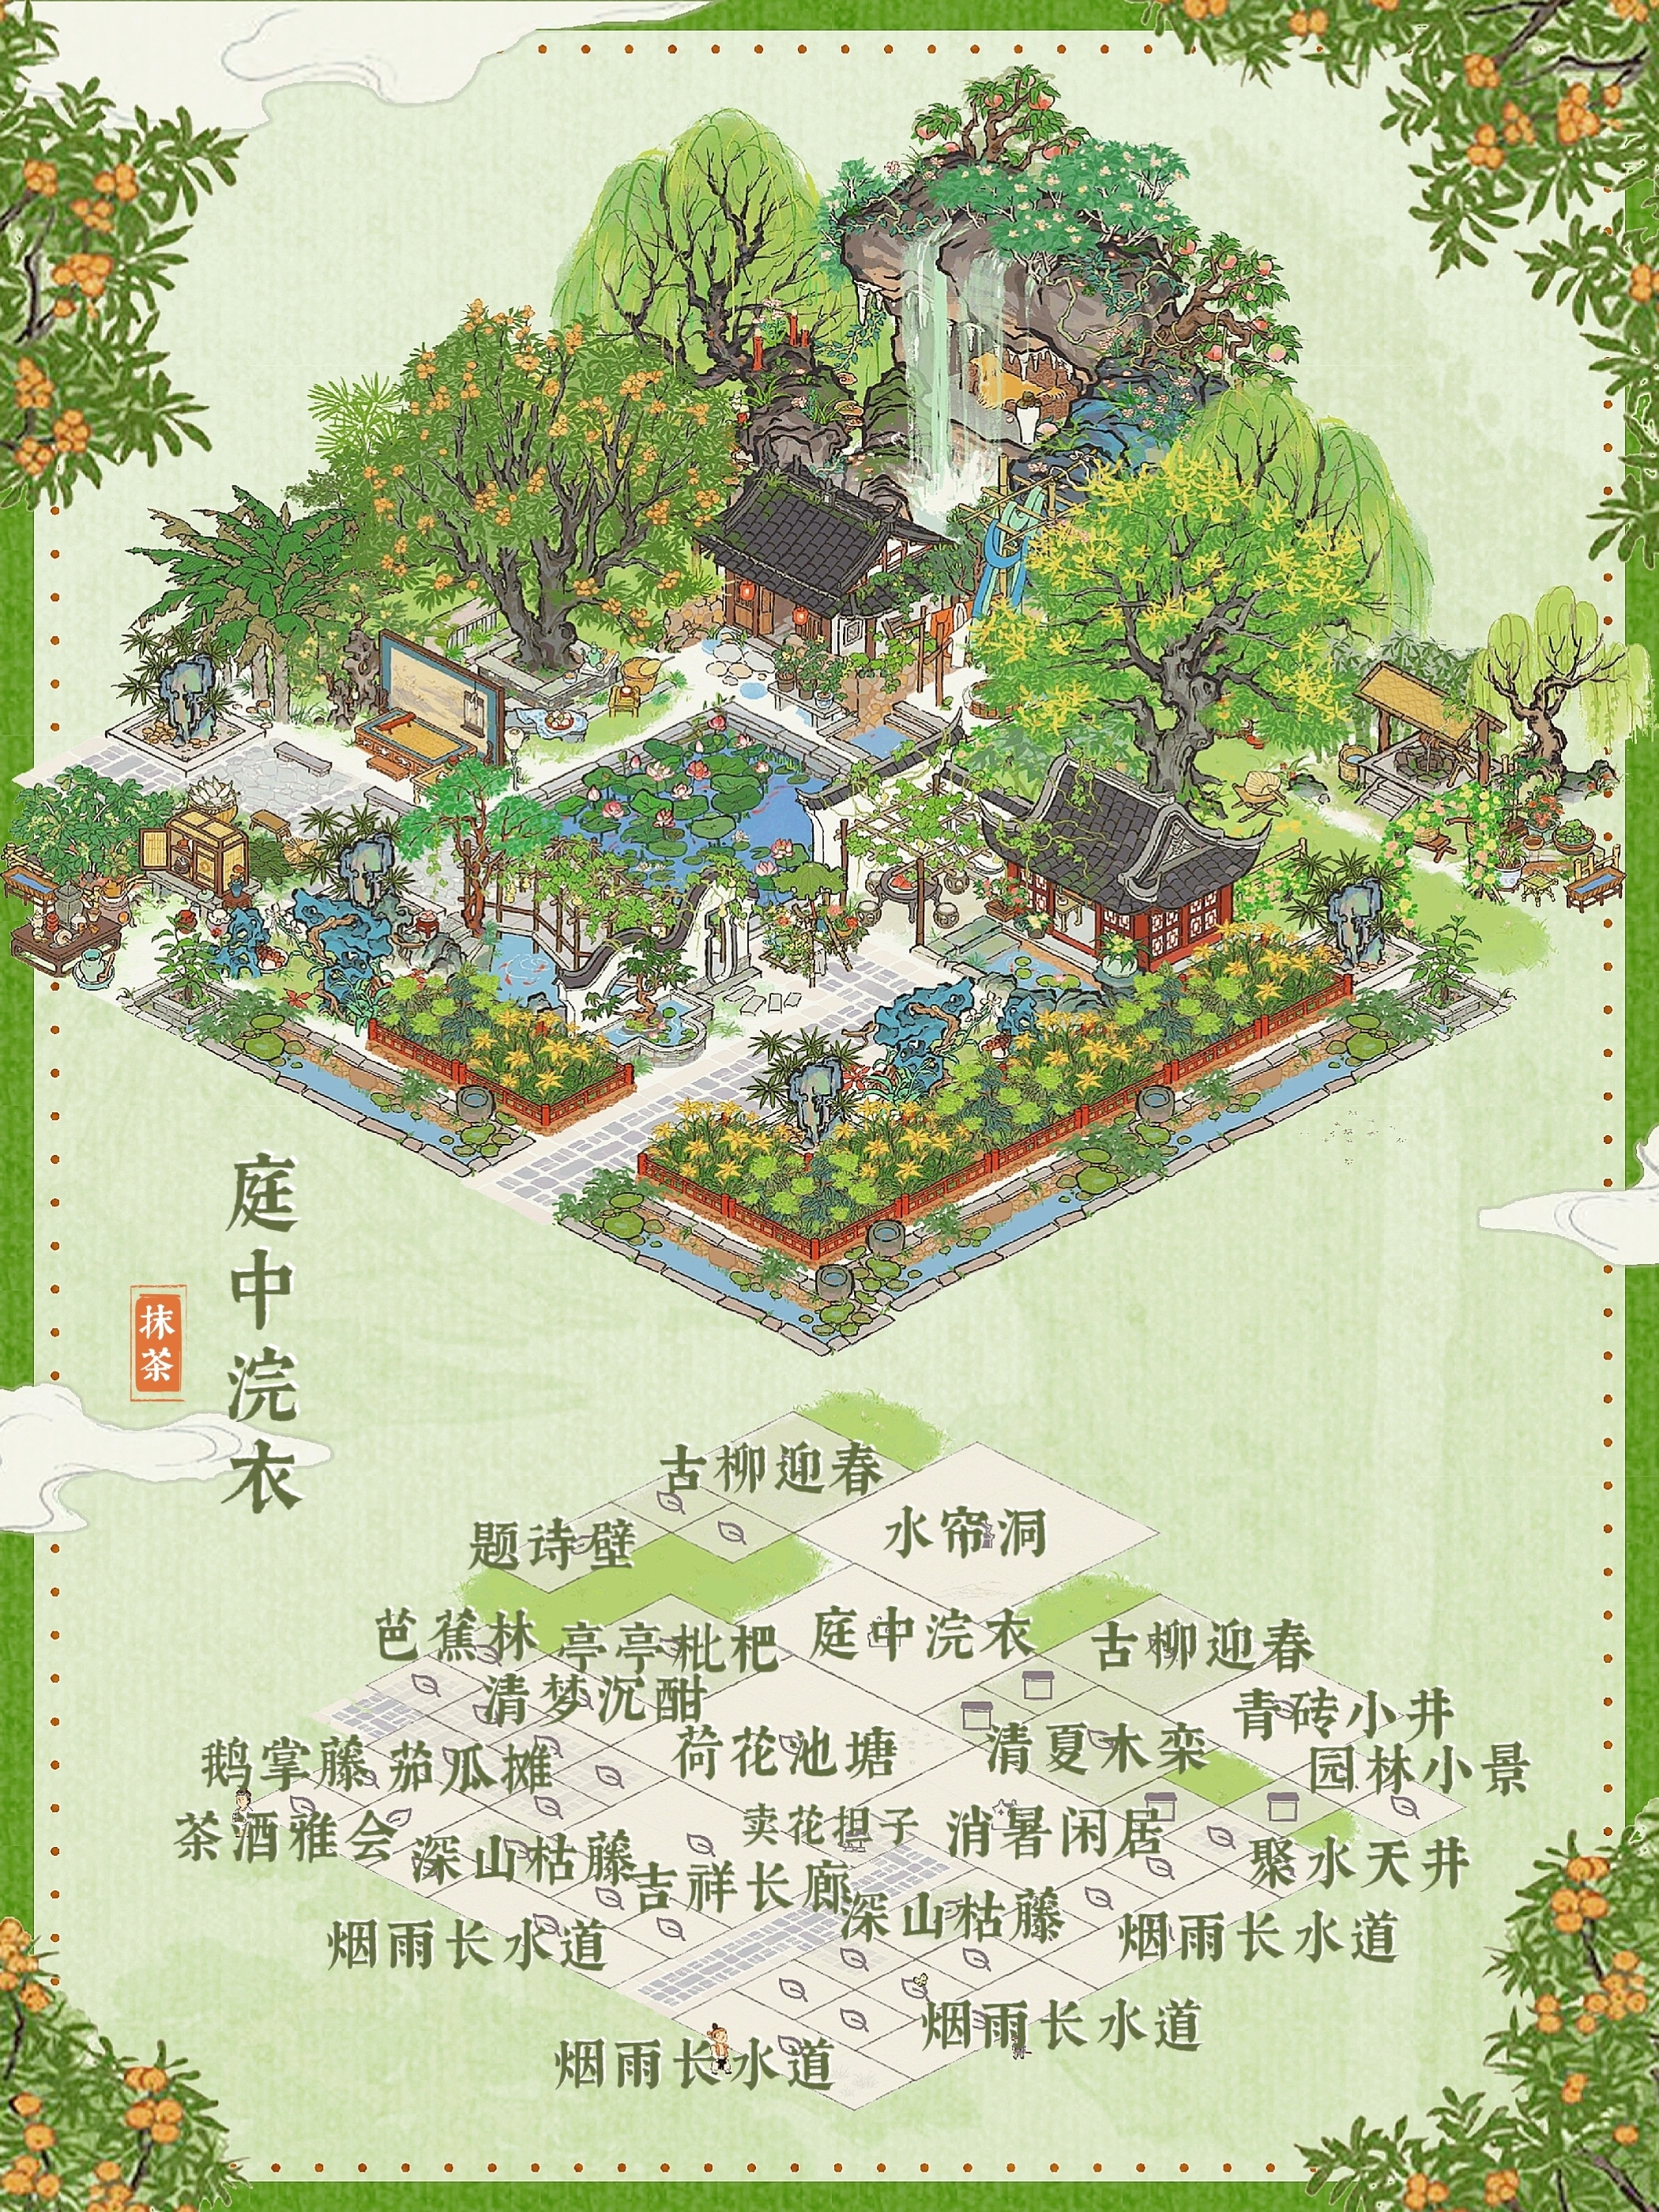 庭中浣衣
抹茶
古柳迎春
水帘洞
题诗壁
芭蕉林
亭亭枇杷
庭中浣衣
古柳迎春
清梦沉酣
青砖小井
荷花池塘
清夏木栾
鹅掌藤
茄瓜摊
园林小景
茶酒雅会
深山枯藤
卖花担子
消暑闲居
聚水天井
吉祥长廊
深山枯藤
烟雨长水道
烟雨长水道
烟雨长水道
烟雨长水道